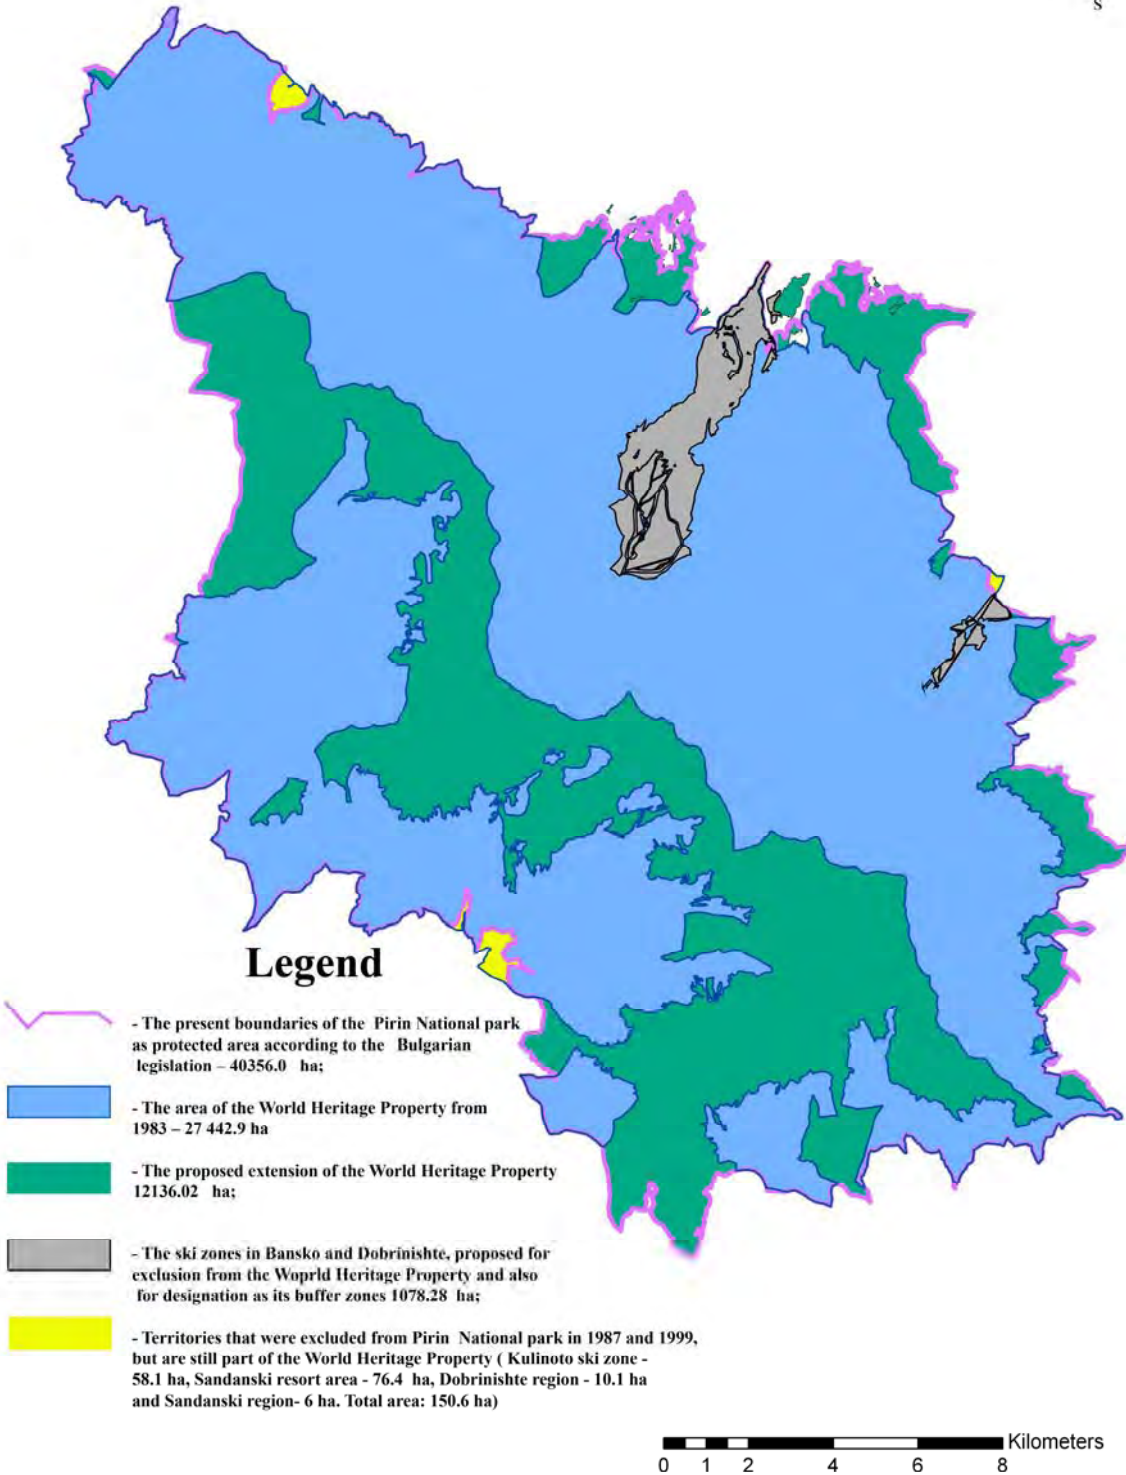 S
Legend
- The present boundaries of the Pirin National park
as protected area according to the Bulgarian
legislation – 40356.0 ha;
- The area of the World Heritage Property from
1983 – 27 442.9 ha
- The proposed extension of the World Heritage Property
12136.02 ha;
- The ski zones in Bansko and Dobrinishte, proposed for
exclusion from the Woprld Heritage Property and also
for designation as its buffer zones 1078.28 ha;
- Territories that were excluded from Pirin National park in 1987 and 1999,
but are still part of the World Heritage Property ( Kulinoto ski zone -
58.1 ha, Sandanski resort area - 76.4 ha, Dobrinishte region - 10.1 ha
and Sandanski region- 6 ha. Total area: 150.6 ha)
Kilometers
0 1 2 4 6 8